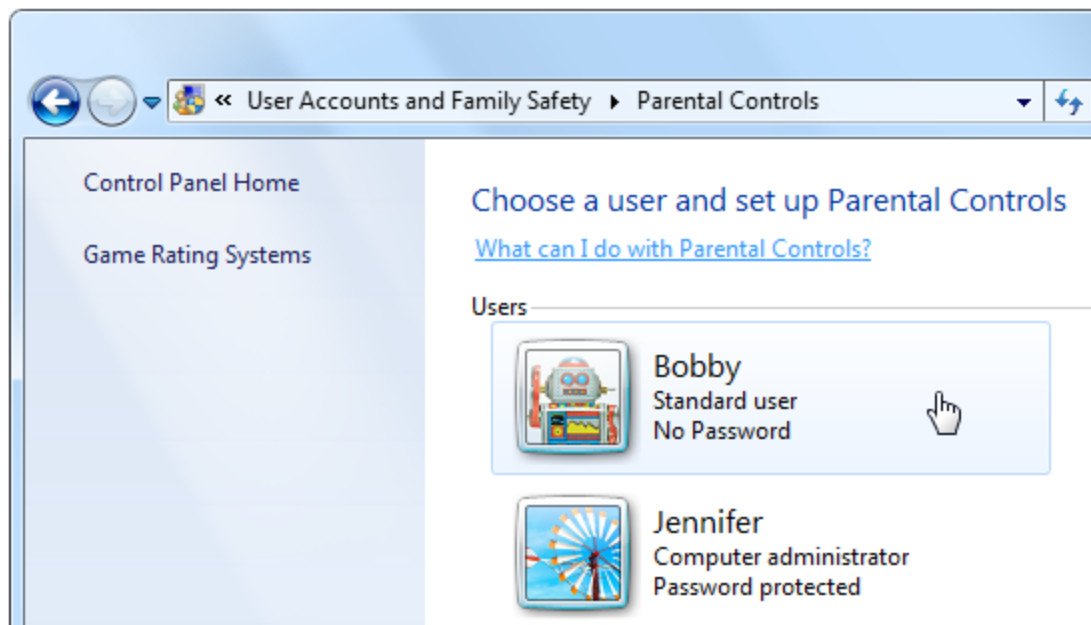 « User Accounts and Family Safety ▸ Parental Controls
Control Panel Home
Game Rating Systems
Choose a user and set up Parental Controls
What can I do with Parental Controls?
Users
Bobby
Standard user
No Password
Jennifer
Computer administrator
Password protected